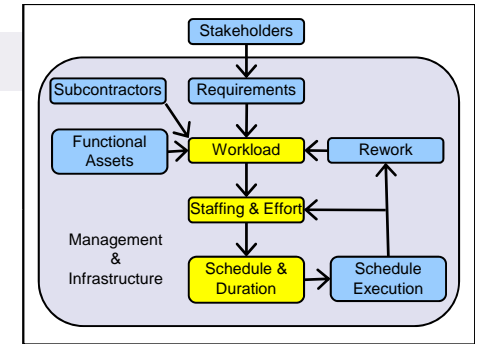 Stakeholders
Subcontractors
Requirements
Functional
Assets
Workload
Rework
Staffing & Effort
Management
&
Infrastructure
Schedule &
Duration
Schedule
Execution